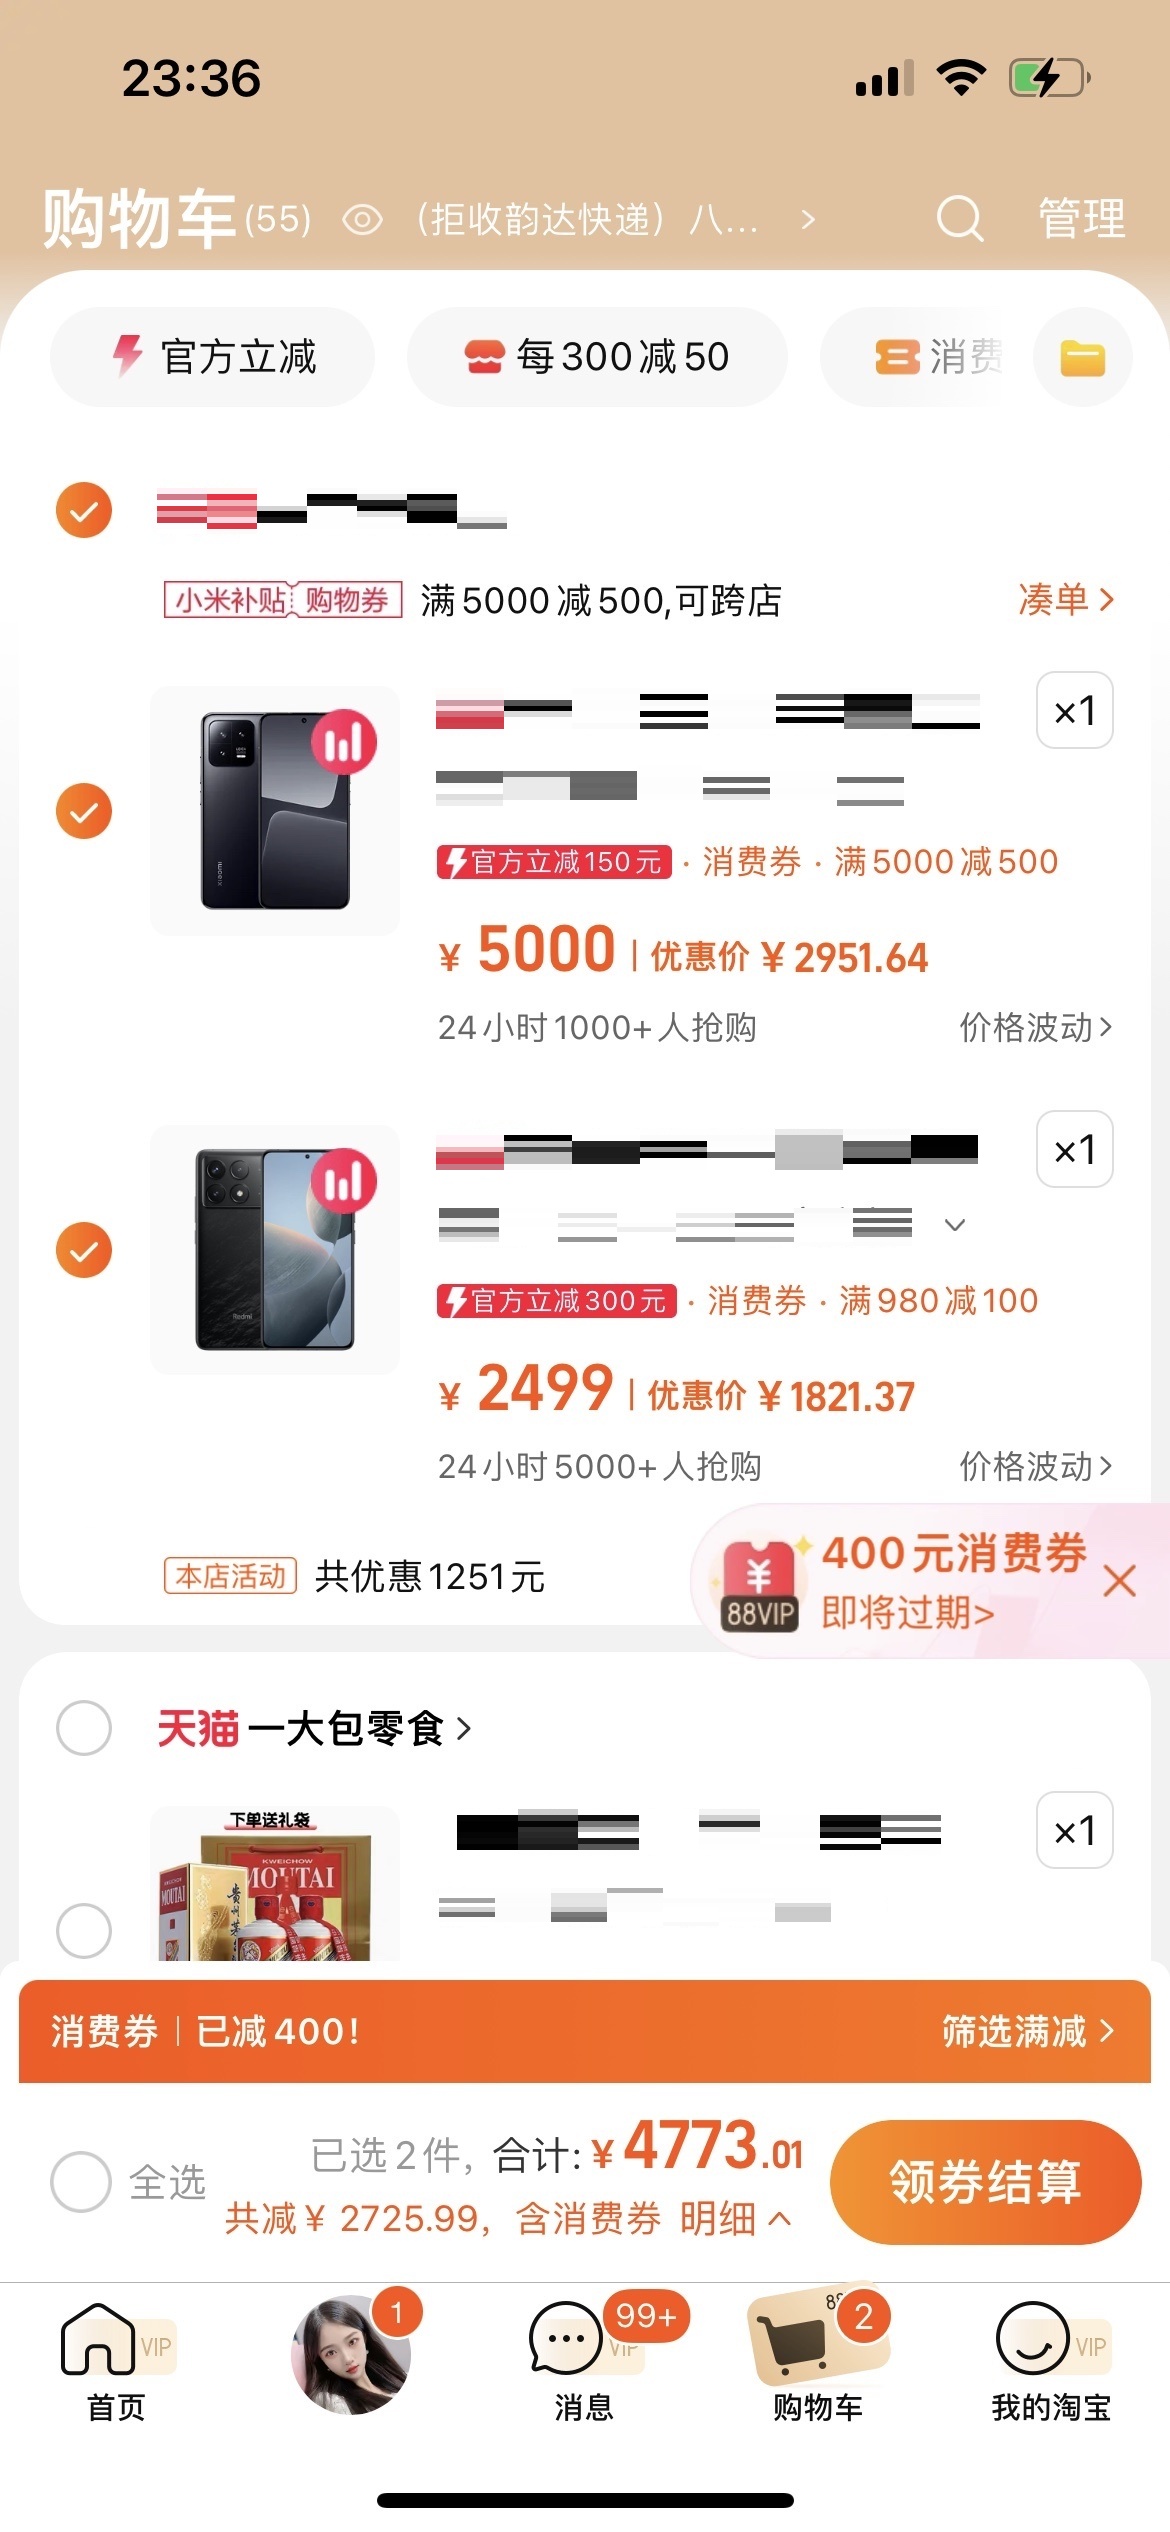 23:36
购物车(55) （拒收韵达快递）八... >
管理
官方立减
每300减50
消费
小米补贴 购物券 满5000减500,可跨店 凑单 >
×1
XIAOMI
官方立减150元 · 消费券 · 满5000减500
¥ 5000 | 优惠价 ¥ 2951.64
24小时1000+人抢购 价格波动 >
×1
Redmi
官方立减300元 · 消费券 · 满980减100
¥ 2499 | 优惠价 ¥ 1821.37
24小时5000+人抢购 价格波动 >
本店活动 共优惠1251元
¥
88VIP
400元消费券
即将过期>
天猫 一大包零食 >
×1
下单送礼袋
KWEICHOW
MOUTAI
MOUTAI
消费券 | 已减400! 筛选满减 >
全选
已选2件, 合计: ¥ 4773.01
共减¥ 2725.99, 含消费券 明细
领券结算
VIP
首页
1
99+
VIP
消息
2
购物车
VIP
我的淘宝